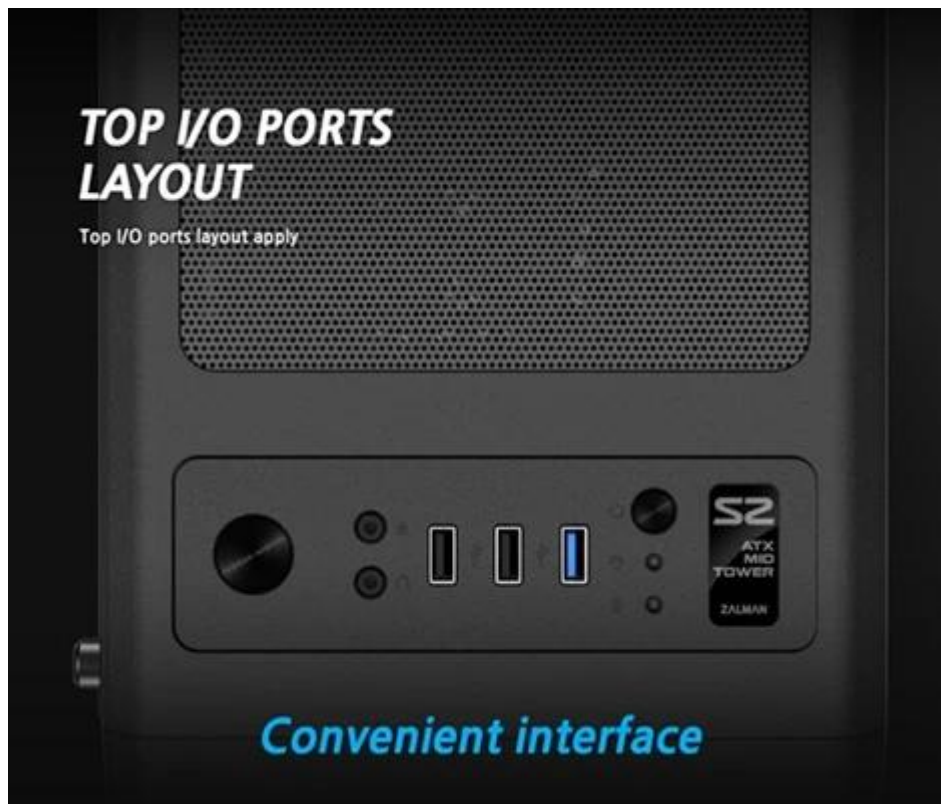 TOP I/O PORTS
LAYOUT
Top I/O ports layout apply
S2
ATX
MID
TOWER
ZALMAN
Convenient interface